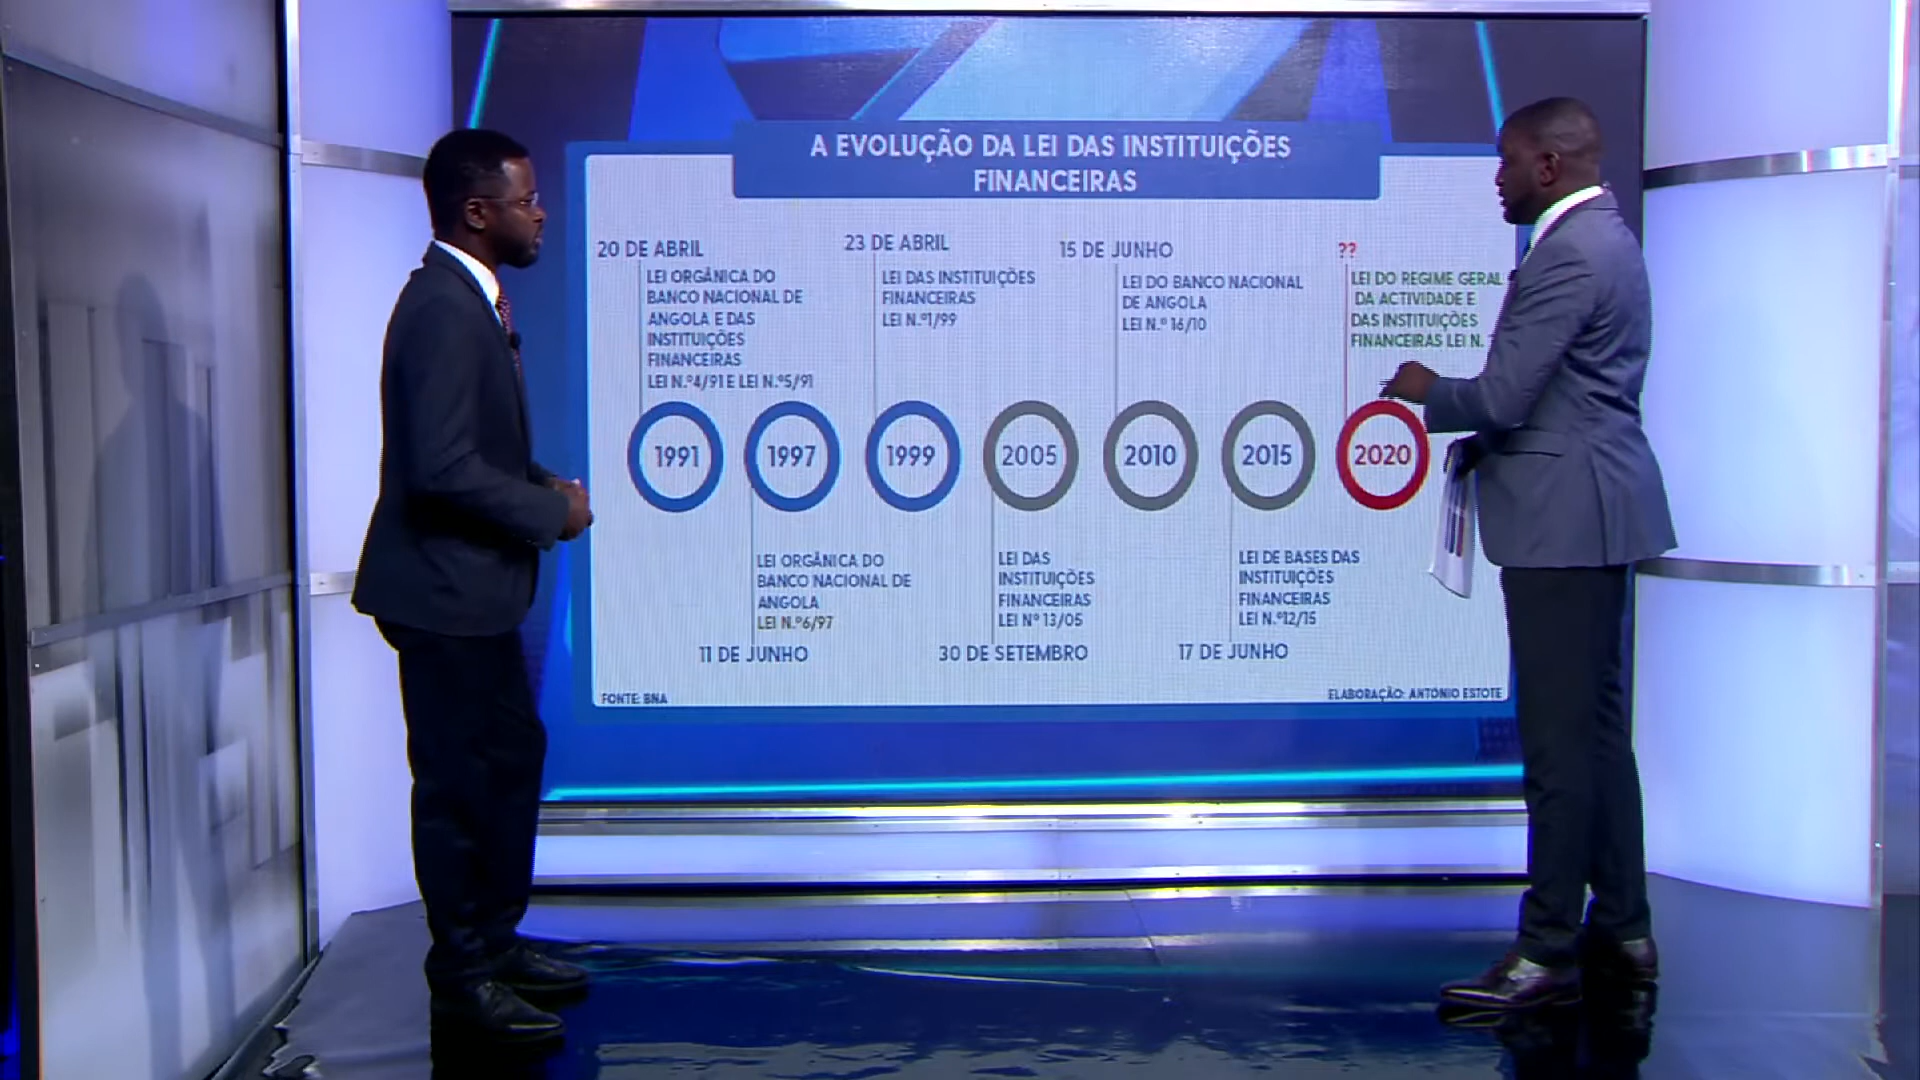 A EVOLUÇÃO DA LEI DAS INSTITUIÇÕES
FINANCEIRAS
20 DE ABRIL
LEI ORGÂNICA DO
BANCO NACIONAL DE
ANGOLA E DAS
INSTITUIÇÕES
FINANCEIRAS
LEI N.º4/91 E LEI N.º5/91
23 DE ABRIL
LEI DAS INSTITUIÇÕES
FINANCEIRAS
LEI N.º1/99
15 DE JUNHO
LEI DO BANCO NACIONAL
DE ANGOLA
LEI N.º 16/10
??
LEI DO REGIME GERAL
DA ACTIVIDADE E
DAS INSTITUIÇÕES
FINANCEIRAS LEI N.
1991
1997
1999
2005
2010
2015
2020
LEI ORGÂNICA DO
BANCO NACIONAL DE
ANGOLA
LEI N.º6/97
11 DE JUNHO
LEI DAS
INSTITUIÇÕES
FINANCEIRAS
LEI Nº 13/05
30 DE SETEMBRO
LEI DE BASES DAS
INSTITUIÇÕES
FINANCEIRAS
LEI N.º12/15
17 DE JUNHO
FONTE: BNA
ELABORAÇÃO: ANTÓNIO ESTOTE